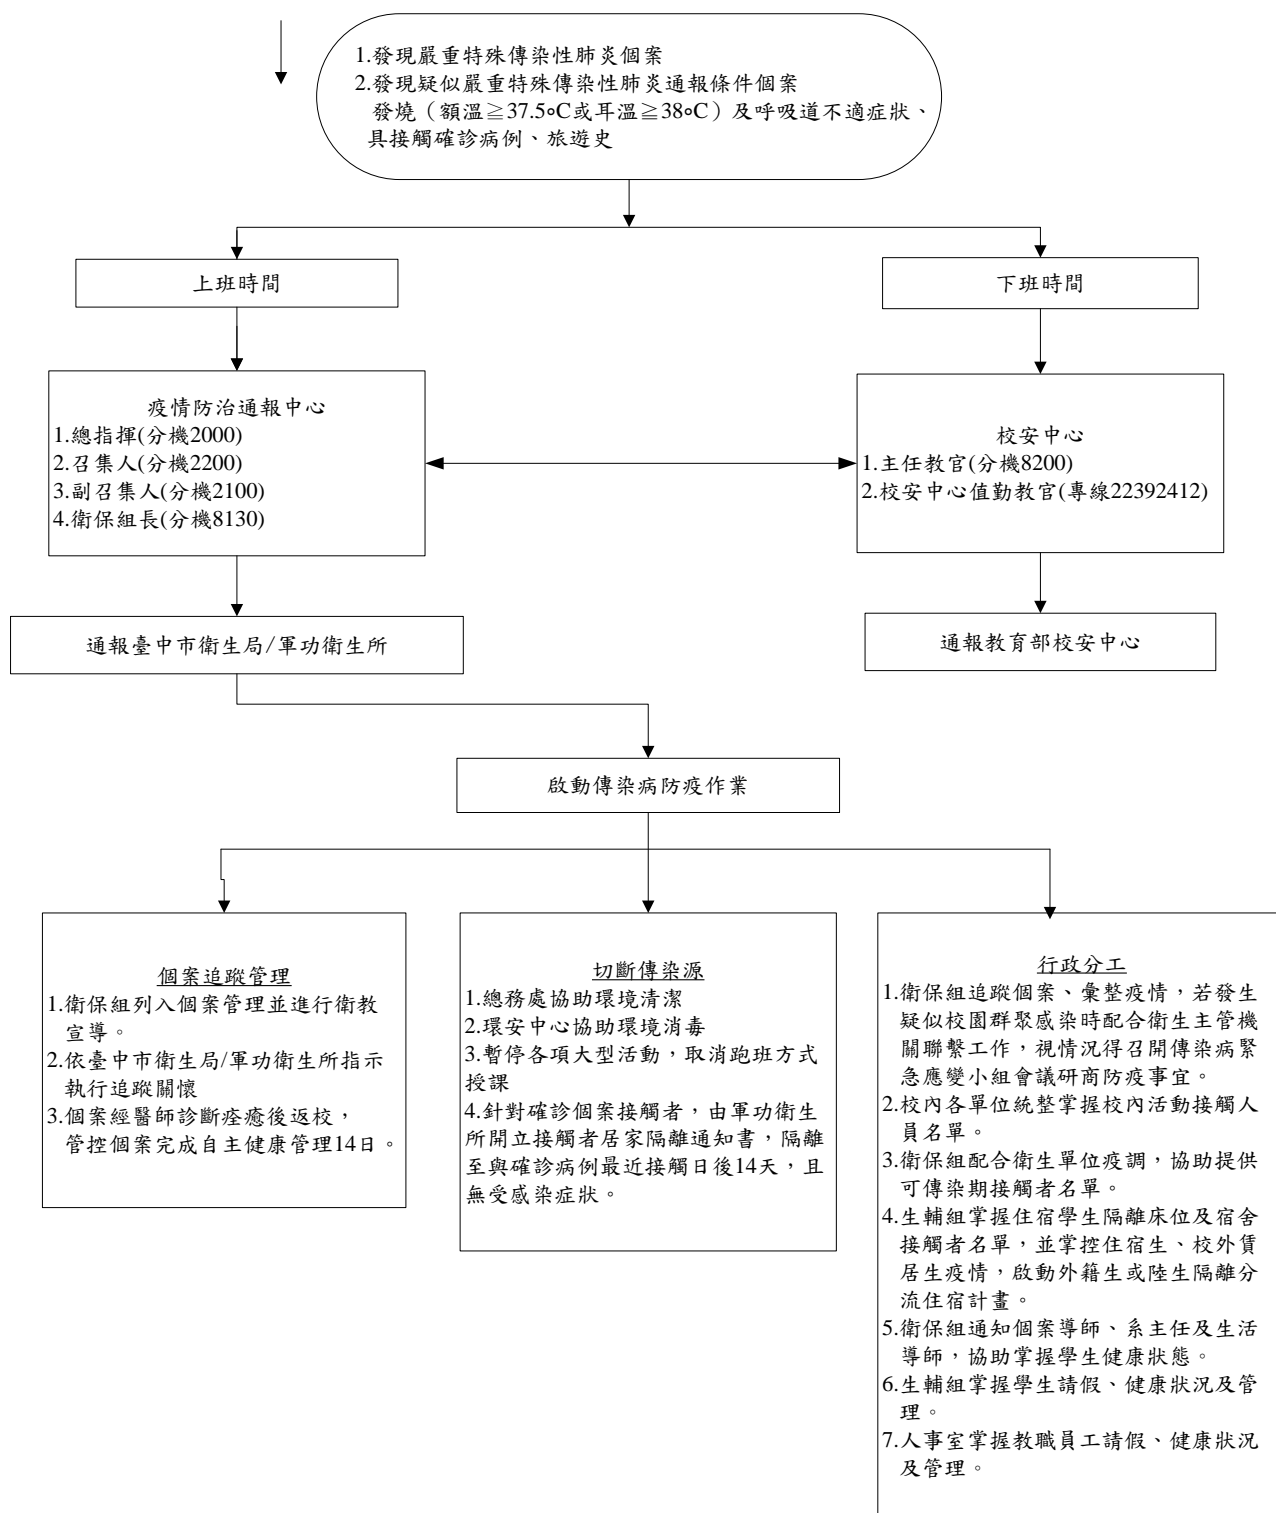 1.發現嚴重特殊傳染性肺炎個案
2.發現疑似嚴重特殊傳染性肺炎通報條件個案
發燒（額溫≧37.5∘C或耳溫≧38∘C）及呼吸道不適症狀、
具接觸確診病例、旅遊史
上班時間
下班時間
疫情防治通報中心
1.總指揮(分機2000)
2.召集人(分機2200)
3.副召集人(分機2100)
4.衛保組長(分機8130)
校安中心
1.主任教官(分機8200)
2.校安中心值勤教官(專線22392412)
通報臺中市衛生局/軍功衛生所
通報教育部校安中心
啟動傳染病防疫作業
個案追蹤管理
1.衛保組列入個案管理並進行衛教
宣導。
2.依臺中市衛生局/軍功衛生所指示
執行追蹤關懷
3.個案經醫師診斷痊癒後返校，
管控個案完成自主健康管理14日。
切斷傳染源
1.總務處協助環境清潔
2.環安中心協助環境消毒
3.暫停各項大型活動，取消跑班方式
授課
4.針對確診個案接觸者，由軍功衛生
所開立接觸者居家隔離通知書，隔離
至與確診病例最近接觸日後14天，且
無受感染症狀。
行政分工
1.衛保組追蹤個案、彙整疫情，若發生
疑似校園群聚感染時配合衛生主管機
關聯繫工作，視情況得召開傳染病緊
急應變小組會議研商防疫事宜。
2.校內各單位統整掌握校內活動接觸人
員名單。
3.衛保組配合衛生單位疫調，協助提供
可傳染期接觸者名單。
4.生輔組掌握住宿學生隔離床位及宿舍
接觸者名單，並掌控住宿生、校外賃
居生疫情，啟動外籍生或陸生隔離分
流住宿計畫。
5.衛保組通知個案導師、系主任及生活
導師，協助掌握學生健康狀態。
6.生輔組掌握學生請假、健康狀況及管
理。
7.人事室掌握教職員工請假、健康狀況
及管理。